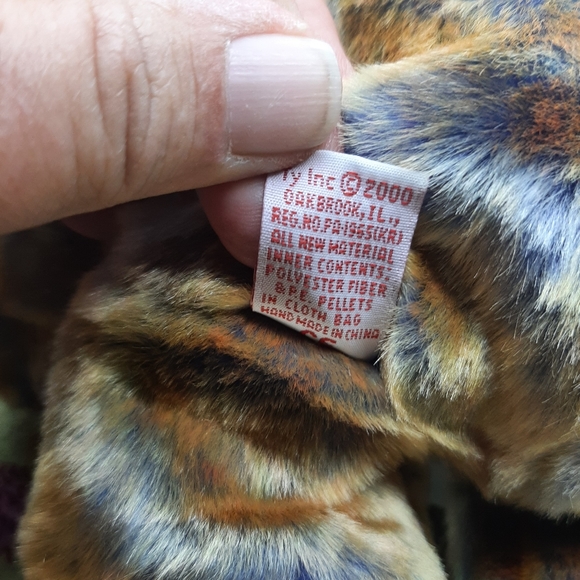 Ty Inc © 2000
OAKBROOK, IL.,
REG.NO.PA-1965(KR)
ALL NEW MATERIAL
INNER CONTENTS:
POLYESTER FIBER
& P.E. PELLETS
IN CLOTH BAG
HAND MADE IN CHINA
CE